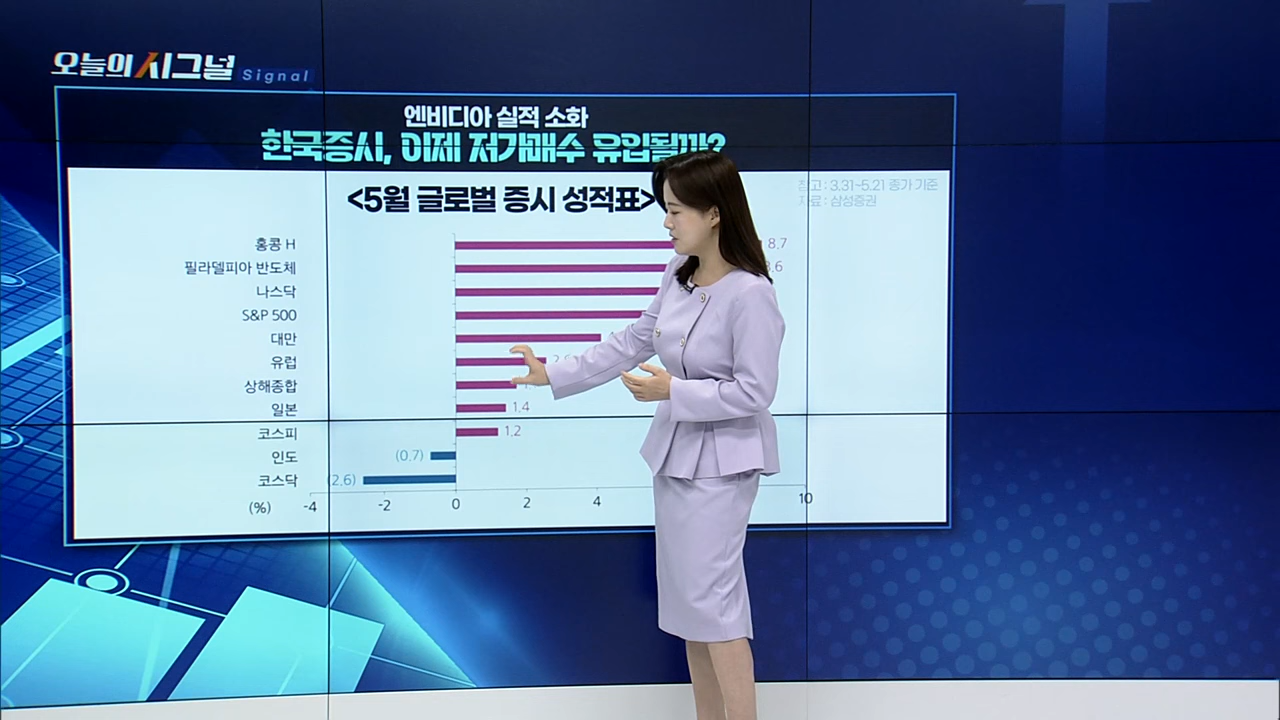 오늘의 시그널 Signal
엔비디아 실적 소화
한국증시, 이제 저가매수 유입될까?
<5월 글로벌 증시 성적표>
참고 : 3.31~5.21 종가 기준
자료 : 삼성증권
홍콩 H 8.7
필라델피아 반도체
나스닥
S&P 500
대만
유럽
상해종합
일본 1.4
코스피 1.2
인도 (0.7)
코스닥 (2.6)
(%) -4 -2 0 2 4 10